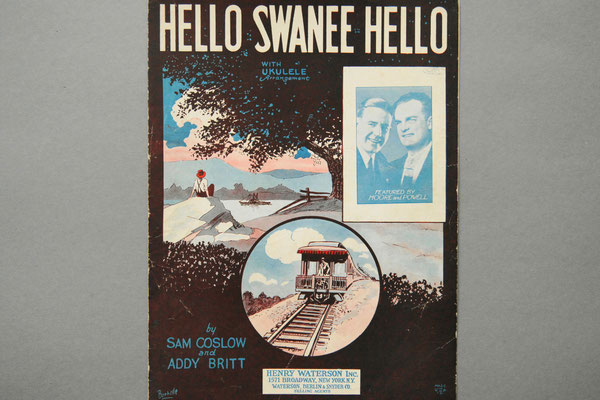 HELLO SWANEE HELLO
WITH
UKULELE
Arrangement
FEATURED BY
MOORE and POWELL
by
SAM COSLOW
and
ADDY BRITT
HENRY WATERSON INC.
1571 BROADWAY, NEW YORK N.Y.
WATERSON, BERLIN & SNYDER CO.
SELLING AGENTS